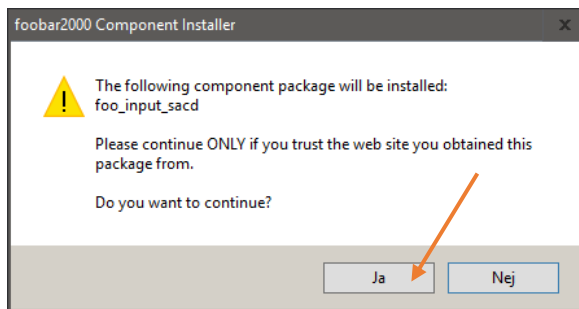 foobar2000 Component Installer
The following component package will be installed:
foo_input_sacd
Please continue ONLY if you trust the web site you obtained this
package from.
Do you want to continue?
Ja
Nej